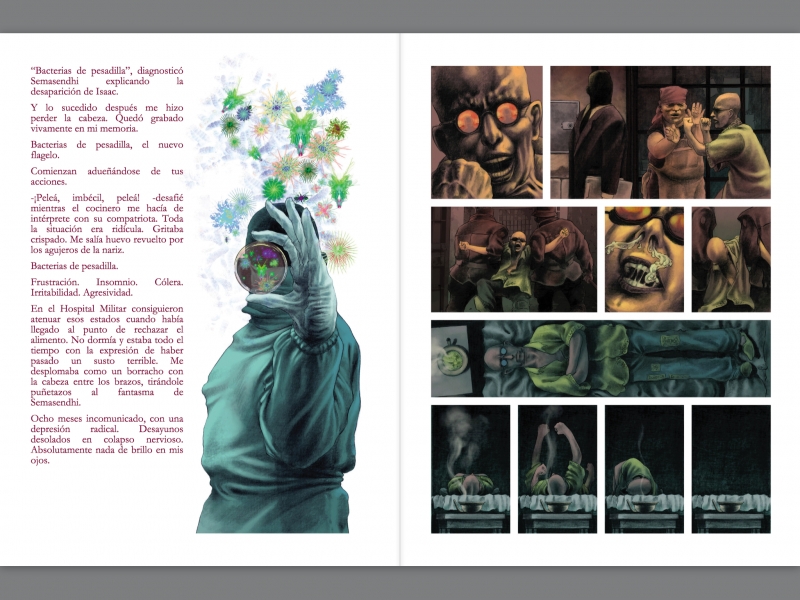 “Bacterias de pesadilla”, diagnosticó
Semasendhi explicando la
desaparición de Isaac.
Y lo sucedido después me hizo
perder la cabeza. Quedó grabado
vivamente en mi memoria.
Bacterias de pesadilla, el nuevo
flagelo.
Comienzan adueñándose de tus
acciones.
-¡Peleá, imbécil, peleá! -desafié
mientras el cocinero me hacía de
intérprete con su compatriota. Toda
la situación era ridícula. Gritaba
crispado. Me salía huevo revuelto por
los agujeros de la nariz.
Bacterias de pesadilla.
Frustración. Insomnio. Cólera.
Irritabilidad. Agresividad.
En el Hospital Militar consiguieron
atenuar esos estados cuando había
llegado al punto de rechazar el
alimento. No dormía y estaba todo el
tiempo con la expresión de haber
pasado un susto terrible. Me
desplomaba como un borracho con
la cabeza entre los brazos, tirándole
puñetazos al fantasma de
Semasendhi.
Ocho meses incomunicado, con una
depresión radical. Desayunos
desolados en colapso nervioso.
Absolutamente nada de brillo en mis
ojos.